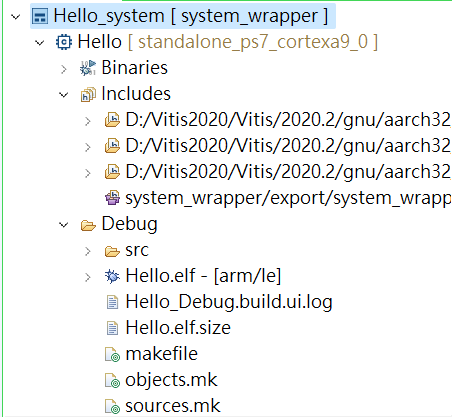 Hello_system [ system_wrapper ]
Hello [ standalone_ps7_cortexa9_0 ]
Binaries
Includes
D:/Vitis2020/Vitis/2020.2/gnu/aarch32/
D:/Vitis2020/Vitis/2020.2/gnu/aarch32/
D:/Vitis2020/Vitis/2020.2/gnu/aarch32/
system_wrapper/export/system_wrapp
Debug
src
Hello.elf - [arm/le]
Hello_Debug.build.ui.log
Hello.elf.size
makefile
objects.mk
sources.mk